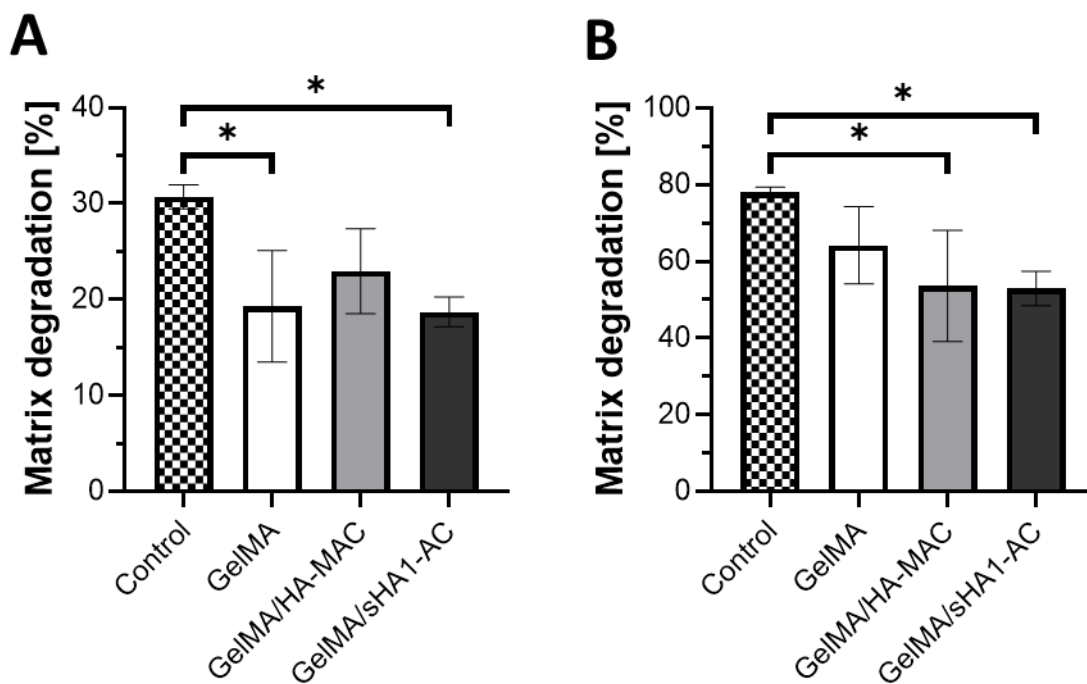 A
Matrix degradation [%]
40
30
20
10
0
*
*
Control
GelMA
GelMA/HA-MAC
GelMA/sHA1-AC
B
Matrix degradation [%]
100
80
60
40
20
0
*
*
Control
GelMA
GelMA/HA-MAC
GelMA/sHA1-AC